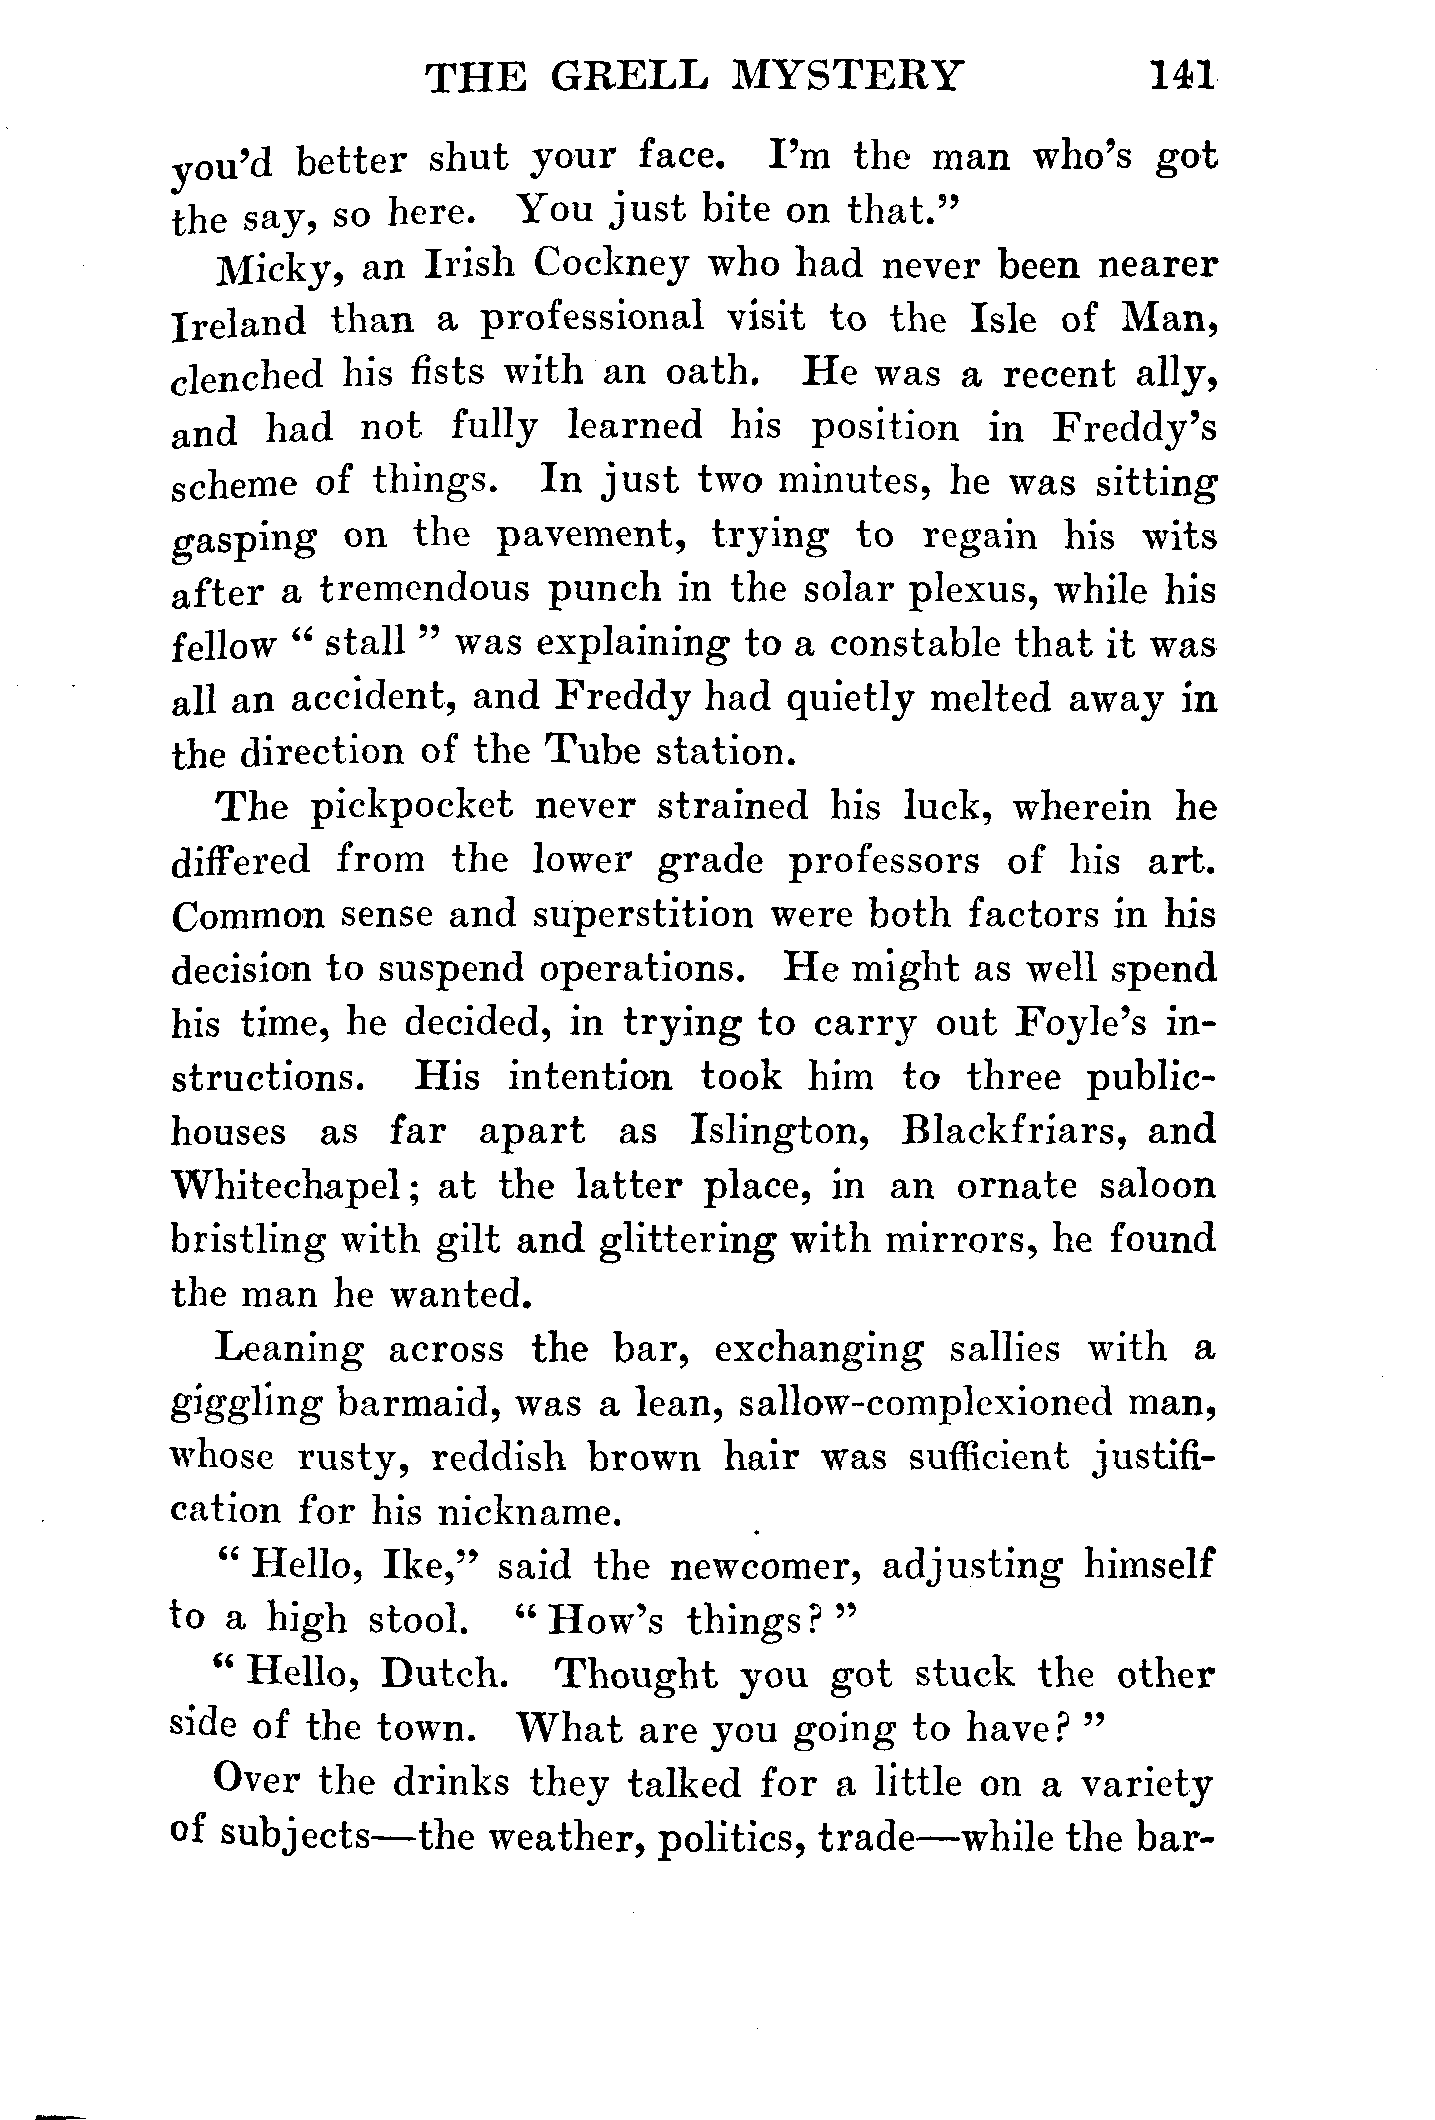 THE GRELL MYSTERY 141
you'd better shut your face. I'm the man who's got
the say, so here. You just bite on that."
Micky, an Irish Cockney who had never been nearer
Ireland than a professional visit to the Isle of Man,
clenched his fists with an oath. He was a recent ally,
and had not fully learned his position in Freddy's
scheme of things. In just two minutes, he was sitting
gasping on the pavement, trying to regain his wits
after a tremendous punch in the solar plexus, while his
fellow " stall " was explaining to a constable that it was
all an accident, and Freddy had quietly melted away in
the direction of the Tube station.
The pickpocket never strained his luck, wherein he
differed from the lower grade professors of his art.
Common sense and superstition were both factors in his
decision to suspend operations. He might as well spend
his time, he decided, in trying to carry out Foyle's in-
structions. His intention took him to three public-
houses as far apart as Islington, Blackfriars, and
Whitechapel; at the latter place, in an ornate saloon
bristling with gilt and glittering with mirrors, he found
the man he wanted.
Leaning across the bar, exchanging sallies with a
giggling barmaid, was a lean, sallow-complexioned man,
whose rusty, reddish brown hair was sufficient justifi-
cation for his nickname.
" Hello, Ike," said the newcomer, adjusting himself
to a high stool. " How's things? "
" Hello, Dutch. Thought you got stuck the other
side of the town. What are you going to have? "
Over the drinks they talked for a little on a variety
of subjects—the weather, politics, trade—while the bar-